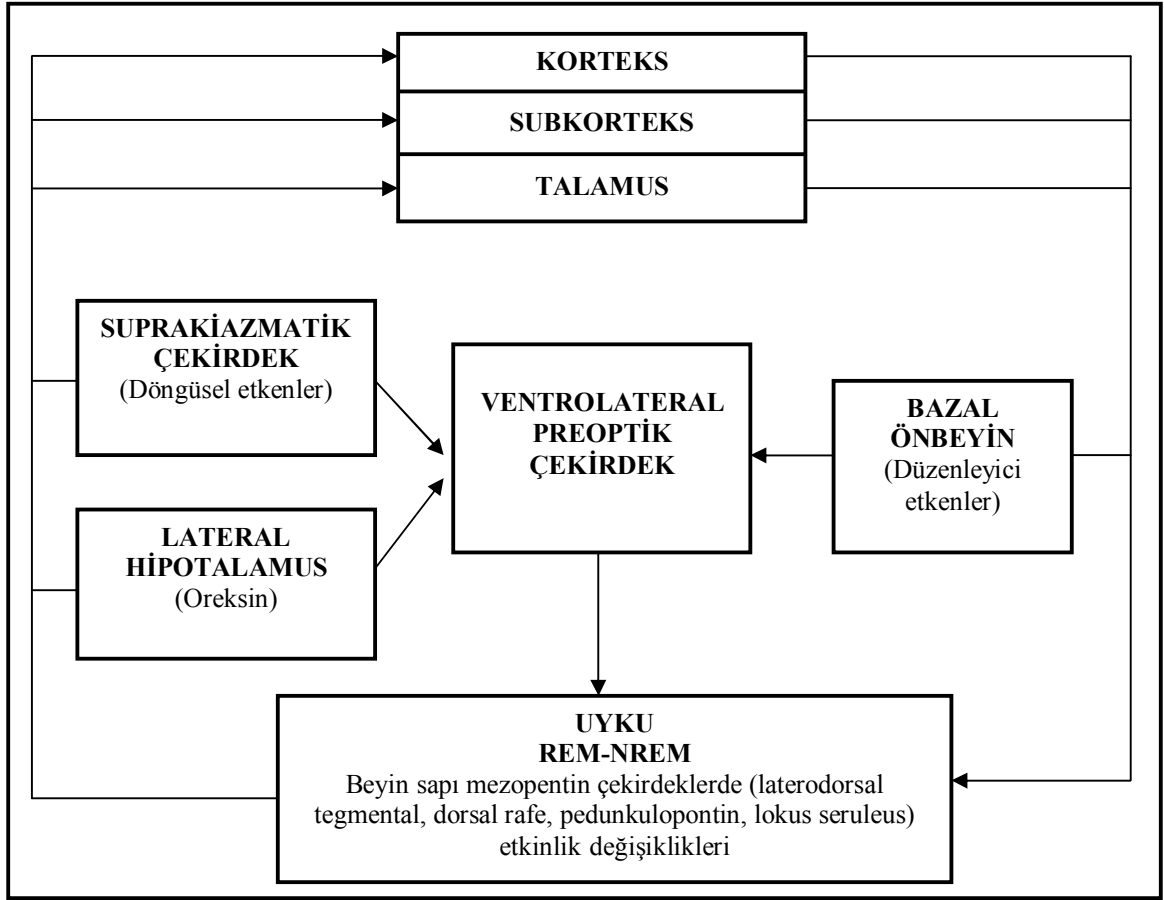 KORTEKS
SUBKORTEKS
TALAMUS
SUPRAKİAZMATİK
ÇEKİRDEK
(Döngüsel etkenler)
LATERAL
HİPOTALAMUS
(Oreksin)
VENTROLATERAL
PREOPTİK
ÇEKİRDEK
BAZAL
ÖNBEYİN
(Düzenleyici
etkenler)
UYKU
REM-NREM
Beyin sapı mezopentin çekirdeklerde (laterodorsal
tegmental, dorsal rafe, pedunkulopontin, lokus seruleus)
etkinlik değişiklikleri